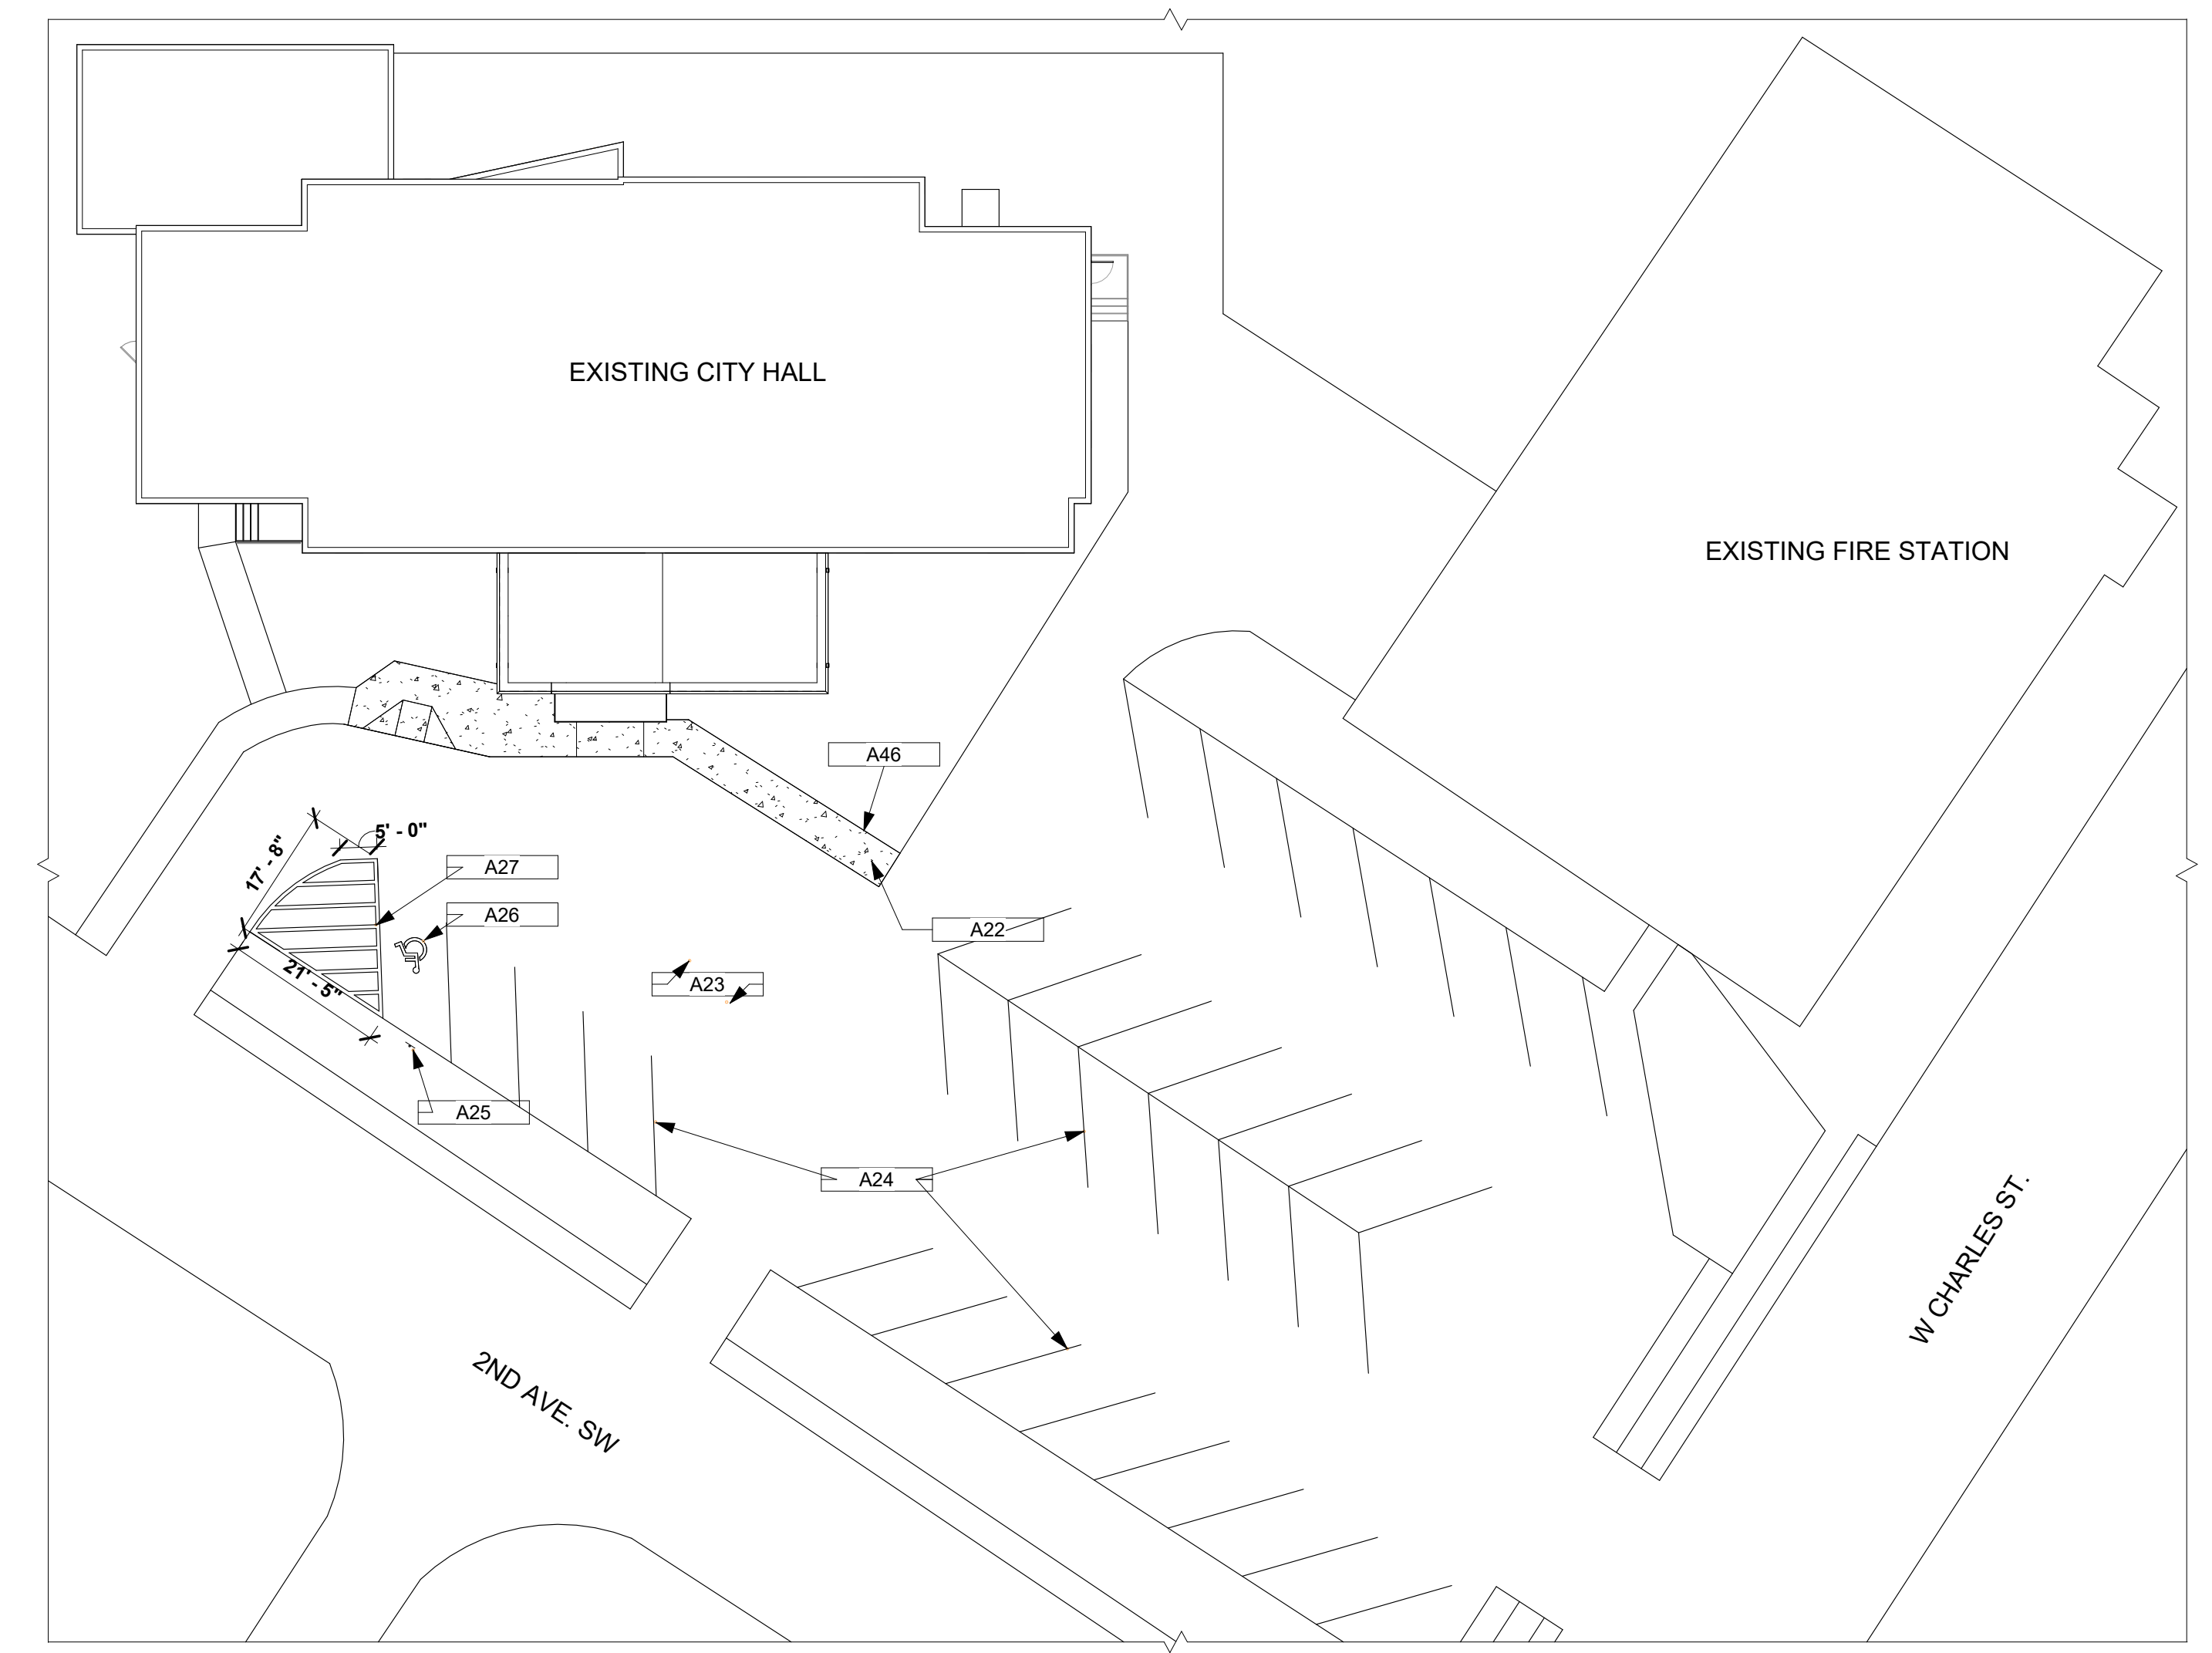 EXISTING CITY HALL
EXISTING FIRE STATION
A46
5' - 0"
17' - 8"
A27
A26
A22
A23
21' - 5"
A25
A24
W CHARLES ST.
2ND AVE. SW